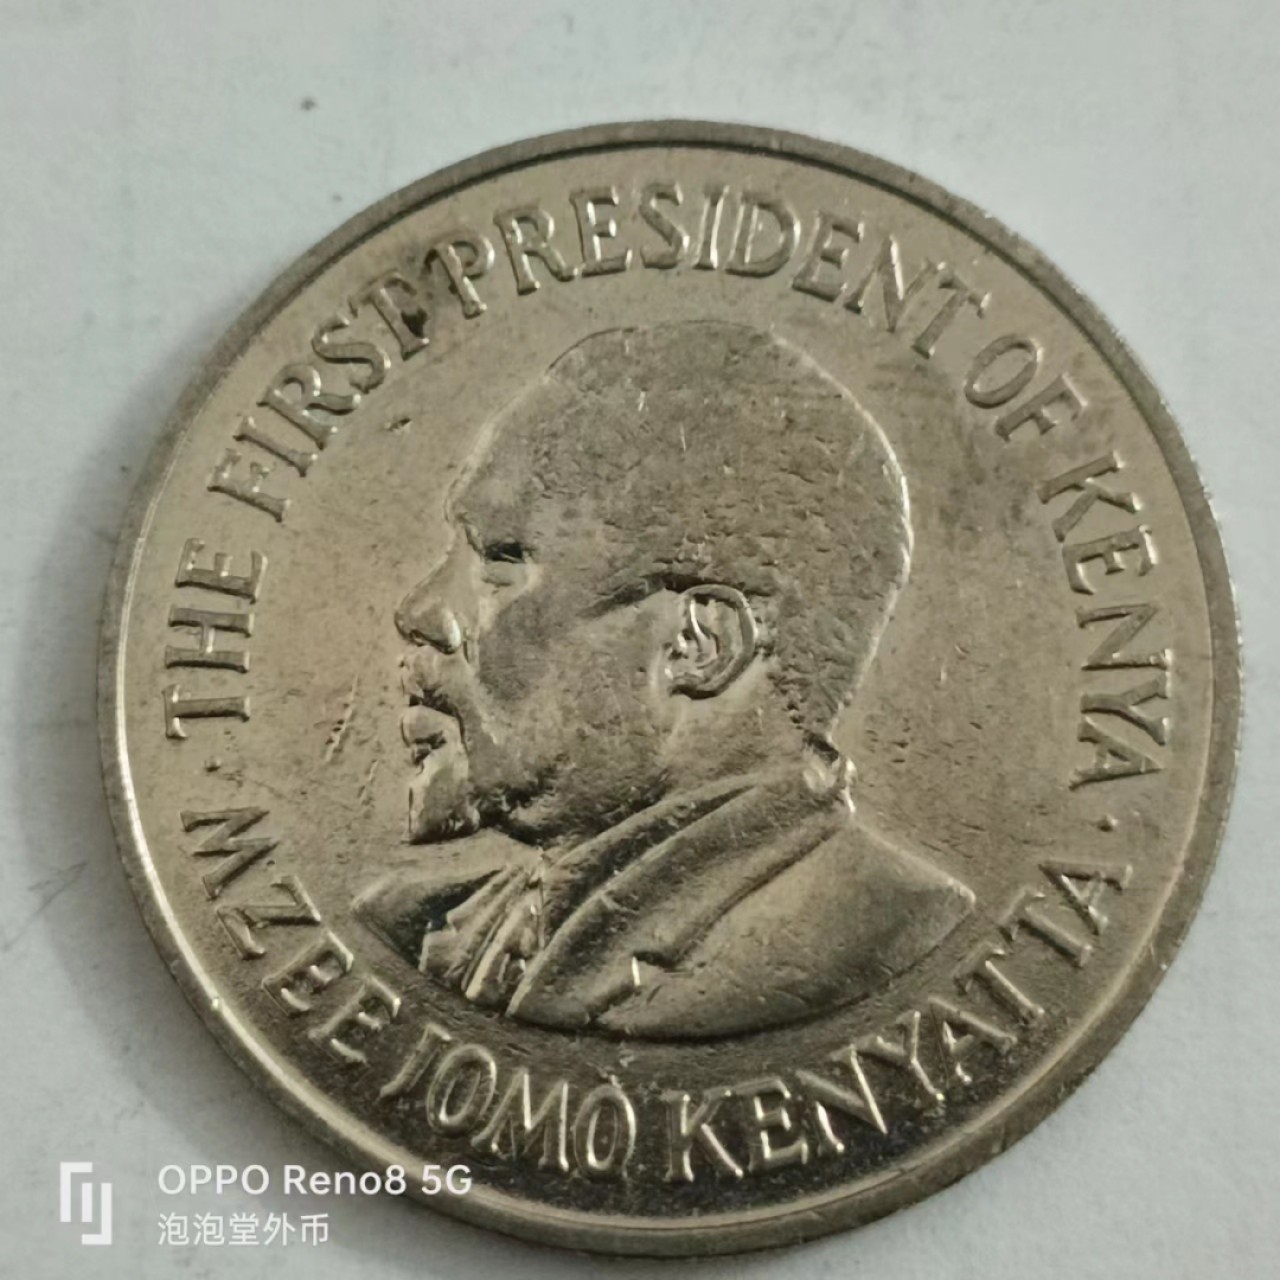 · THE FIRST PRESIDENT OF KENYA ·
MZEE JOMO KENYATTA
OPPO Reno8 5G
泡泡堂外币